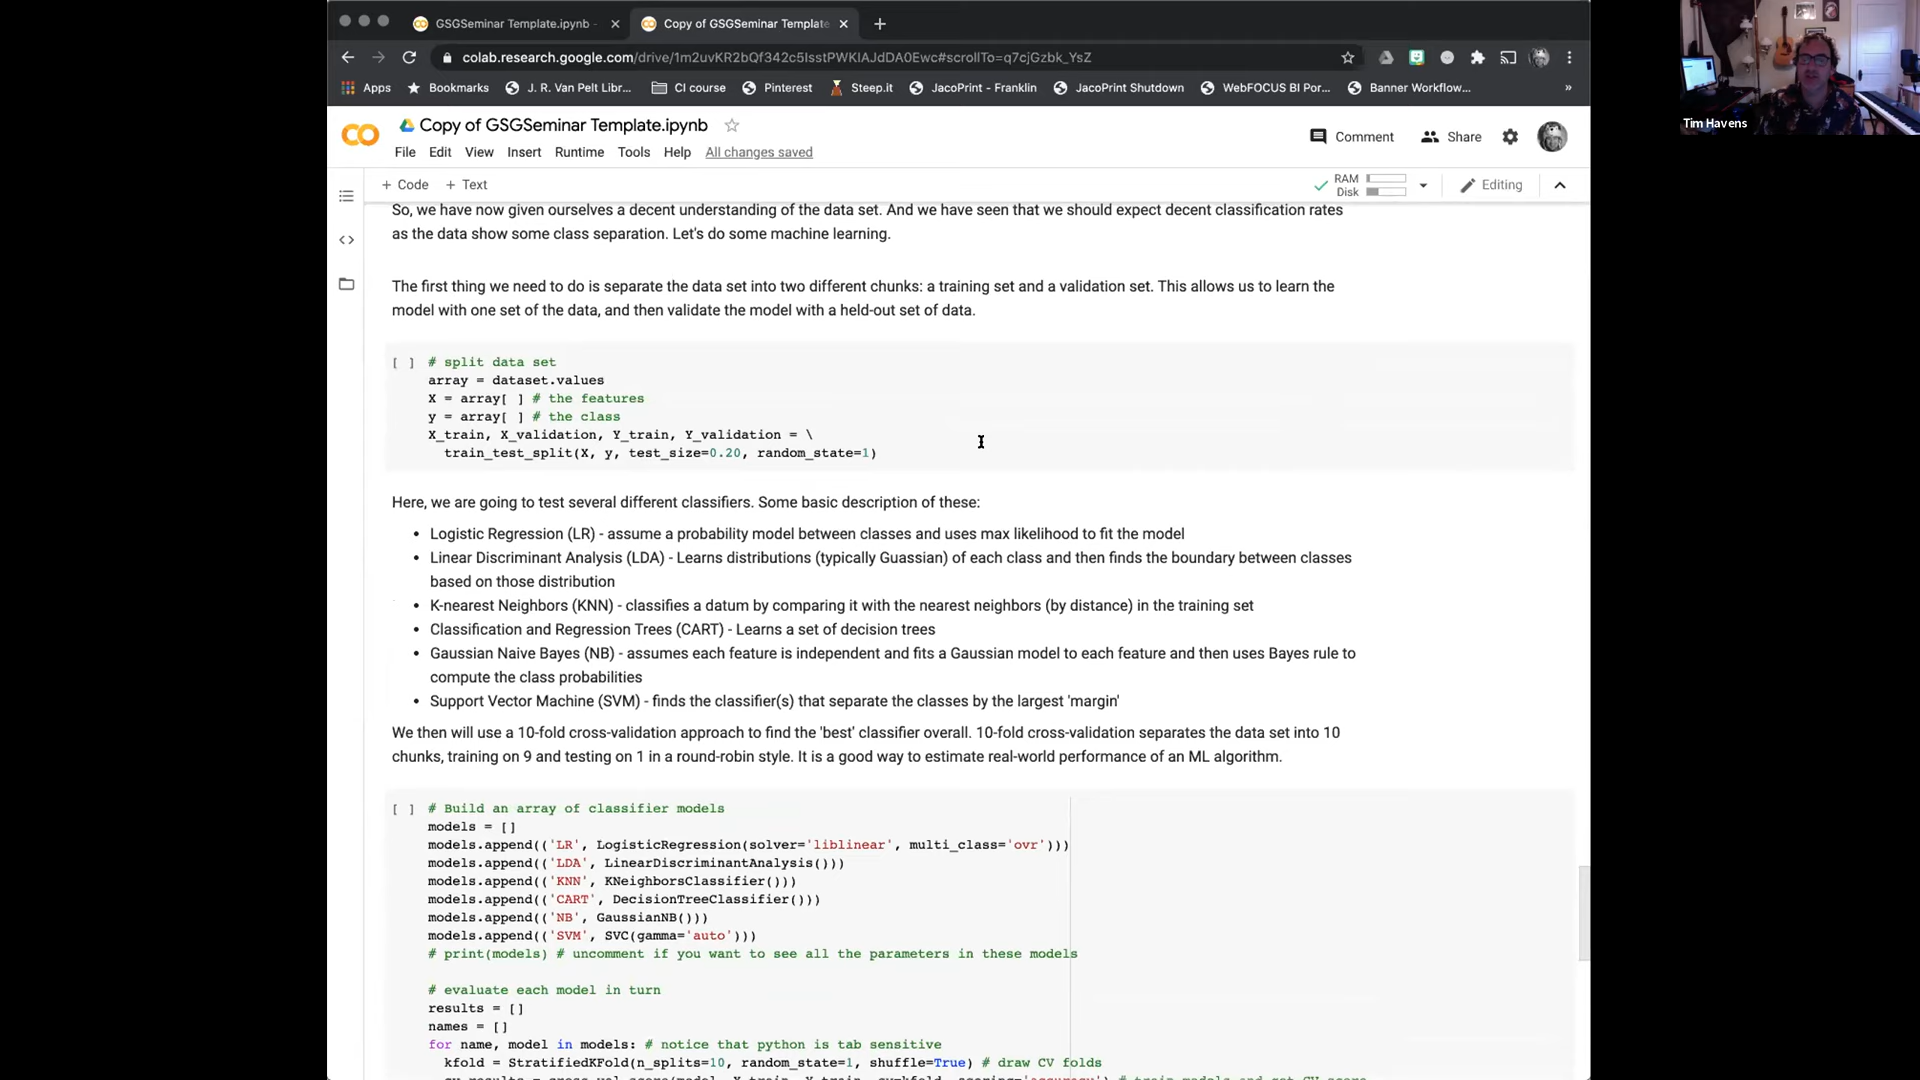 GSGSeminar Template.ipynb -
Copy of GSGSeminar Template
colab.research.google.com/drive/1m2uvKR2bQf342c5IsstPWKIAJdDA0Ewc#scrollTo=q7cjGzbk_YsZ
Apps Bookmarks J. R. Van Pelt Libr... CI course Pinterest Steep.it JacoPrint - Franklin JacoPrint Shutdown WebFOCUS BI Por... Banner Workflow... »
Tim Havens
Copy of GSGSeminar Template.ipynb
Comment Share
File Edit View Insert Runtime Tools Help All changes saved
+ Code + Text
RAM
Disk
Editing
So, we have now given ourselves a decent understanding of the data set. And we have seen that we should expect decent classification rates
as the data show some class separation. Let's do some machine learning.
The first thing we need to do is separate the data set into two different chunks: a training set and a validation set. This allows us to learn the
model with one set of the data, and then validate the model with a held-out set of data.
[ ] # split data set
array = dataset.values
X = array[ ] # the features
y = array[ ] # the class
X_train, X_validation, Y_train, Y_validation = \
train_test_split(X, y, test_size=0.20, random_state=1)
Here, we are going to test several different classifiers. Some basic description of these:
• Logistic Regression (LR) - assume a probability model between classes and uses max likelihood to fit the model
• Linear Discriminant Analysis (LDA) - Learns distributions (typically Guassian) of each class and then finds the boundary between classes
based on those distribution
• K-nearest Neighbors (KNN) - classifies a datum by comparing it with the nearest neighbors (by distance) in the training set
• Classification and Regression Trees (CART) - Learns a set of decision trees
• Gaussian Naive Bayes (NB) - assumes each feature is independent and fits a Gaussian model to each feature and then uses Bayes rule to
compute the class probabilities
• Support Vector Machine (SVM) - finds the classifier(s) that separate the classes by the largest 'margin'
We then will use a 10-fold cross-validation approach to find the 'best' classifier overall. 10-fold cross-validation separates the data set into 10
chunks, training on 9 and testing on 1 in a round-robin style. It is a good way to estimate real-world performance of an ML algorithm.
[ ] # Build an array of classifier models
models = []
models.append(('LR', LogisticRegression(solver='liblinear', multi_class='ovr')))
models.append(('LDA', LinearDiscriminantAnalysis()))
models.append(('KNN', KNeighborsClassifier()))
models.append(('CART', DecisionTreeClassifier()))
models.append(('NB', GaussianNB()))
models.append(('SVM', SVC(gamma='auto')))
# print(models) # uncomment if you want to see all the parameters in these models
# evaluate each model in turn
results = []
names = []
for name, model in models: # notice that python is tab sensitive
kfold = StratifiedKFold(n_splits=10, random_state=1, shuffle=True) # draw CV folds